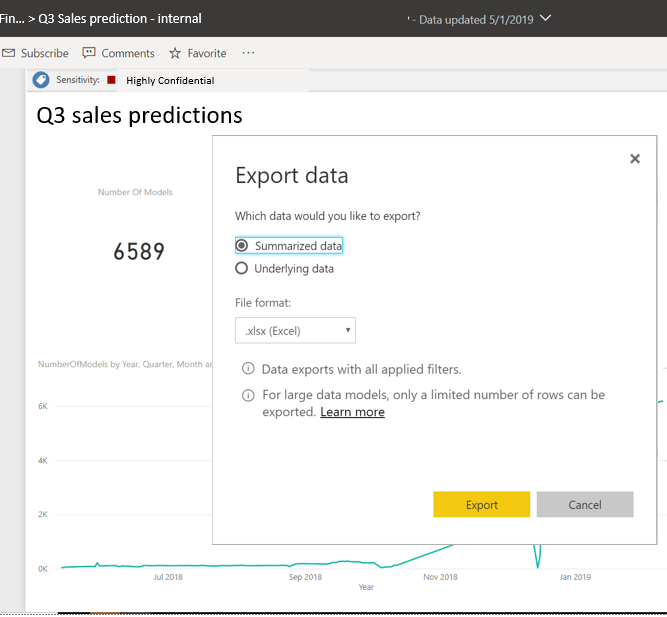 Fin... > Q3 Sales prediction - internal
- Data updated 5/1/2019
Subscribe Comments Favorite ...
Sensitivity: Highly Confidential
Q3 sales predictions
Export data
Which data would you like to export?
Summarized data
Underlying data
File format:
.xlsx (Excel)
Data exports with all applied filters.
For large data models, only a limited number of rows can be
exported. Learn more
Export Cancel
Number Of Models
6589
NumberOfModels by Year, Quarter, Month
6K
4K
2K
0K
Jul 2018 Sep 2018 Nov 2018 Jan 2019
Year